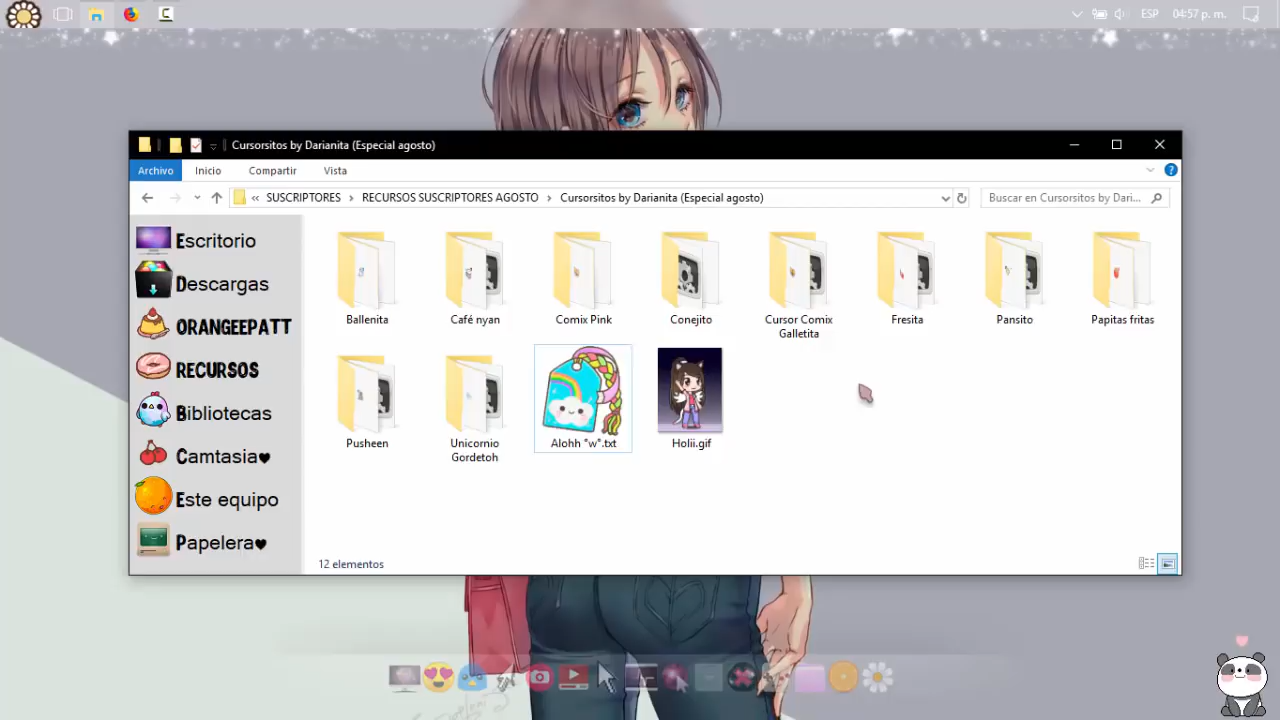 ESP
04:57 p. m.
Cursorsitos by Darianita (Especial agosto)
Archivo
Inicio
Compartir
Vista
« SUSCRIPTORES > RECURSOS SUSCRIPTORES AGOSTO > Cursorsitos by Darianita (Especial agosto)
Buscar en Cursorsitos by Dari...
Escritorio
Descargas
ORANGEEPATT
RECURSOS
Bibliotecas
Camtasia♥
Este equipo
Papelera♥
Ballenita
Café nyan
Comix Pink
Conejito
Cursor Comix
Galletita
Fresita
Pansito
Papitas fritas
Pusheen
Unicornio
Gordetoh
Alohh °w°.txt
Holii.gif
12 elementos